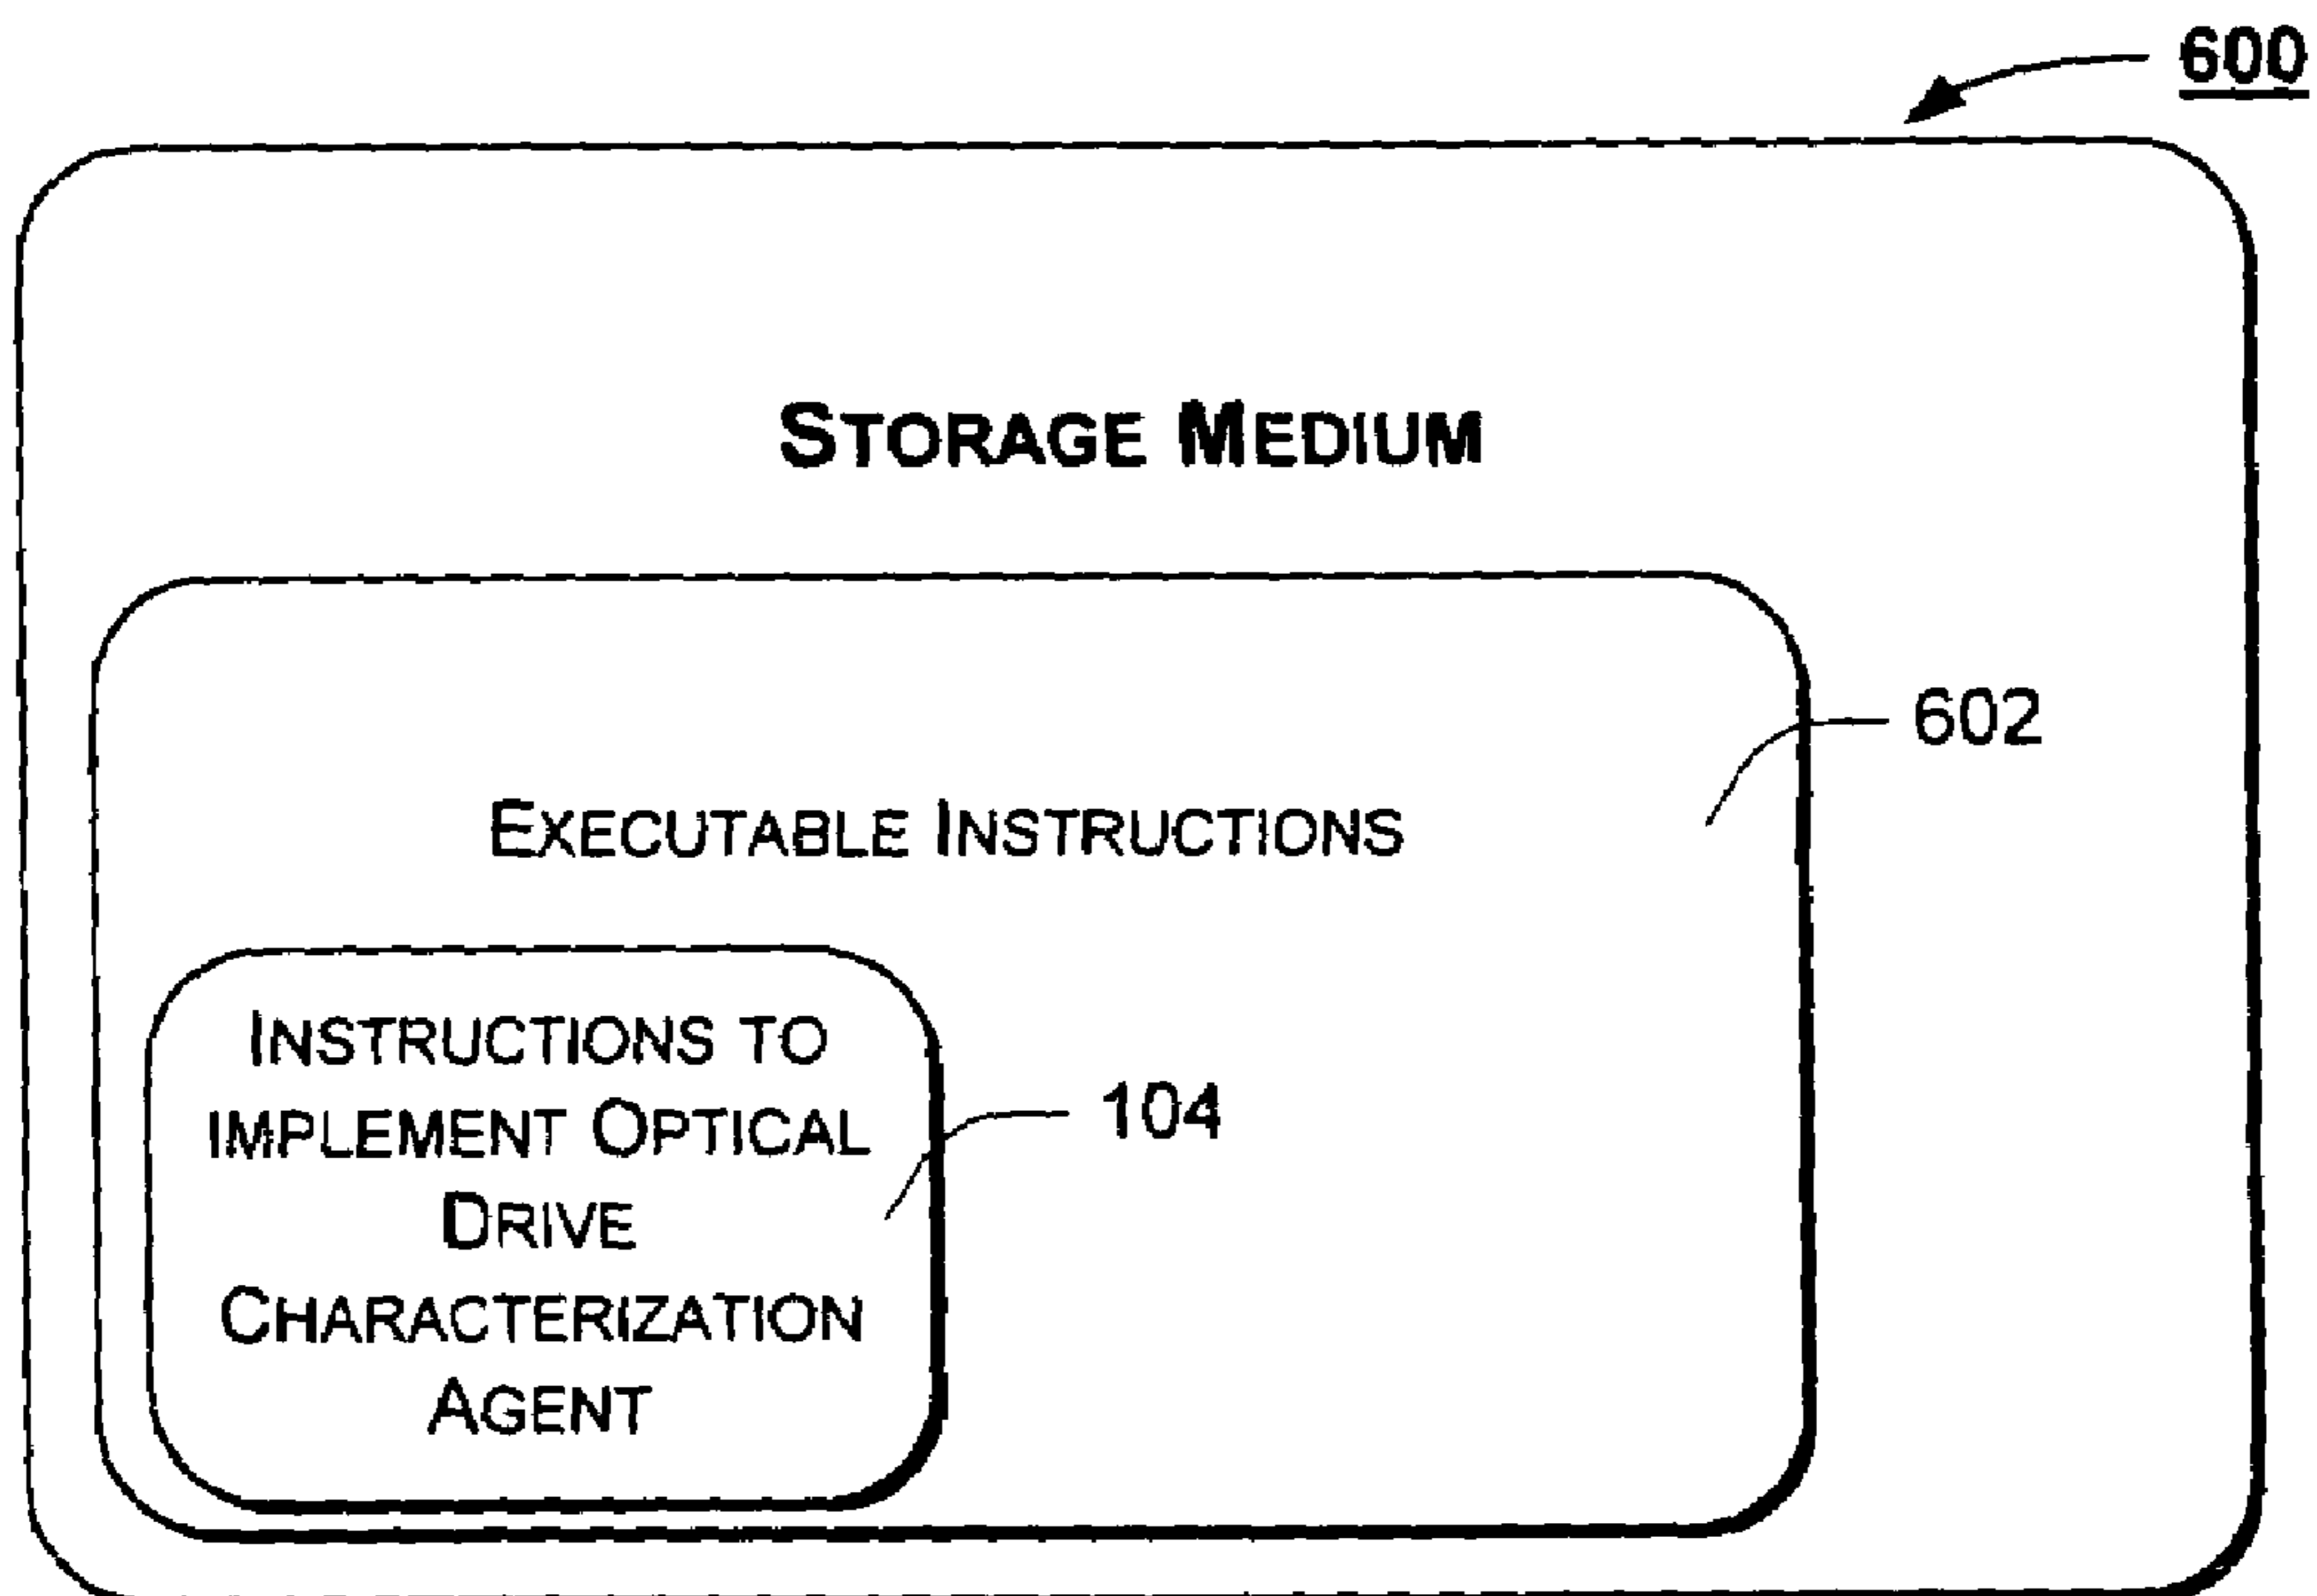 600
STORAGE MEDIUM
602
EXECUTABLE INSTRUCTIONS
INSTRUCTIONS TO
IMPLEMENT OPTICAL
104
DRIVE
CHARACTERIZATION
AGENT